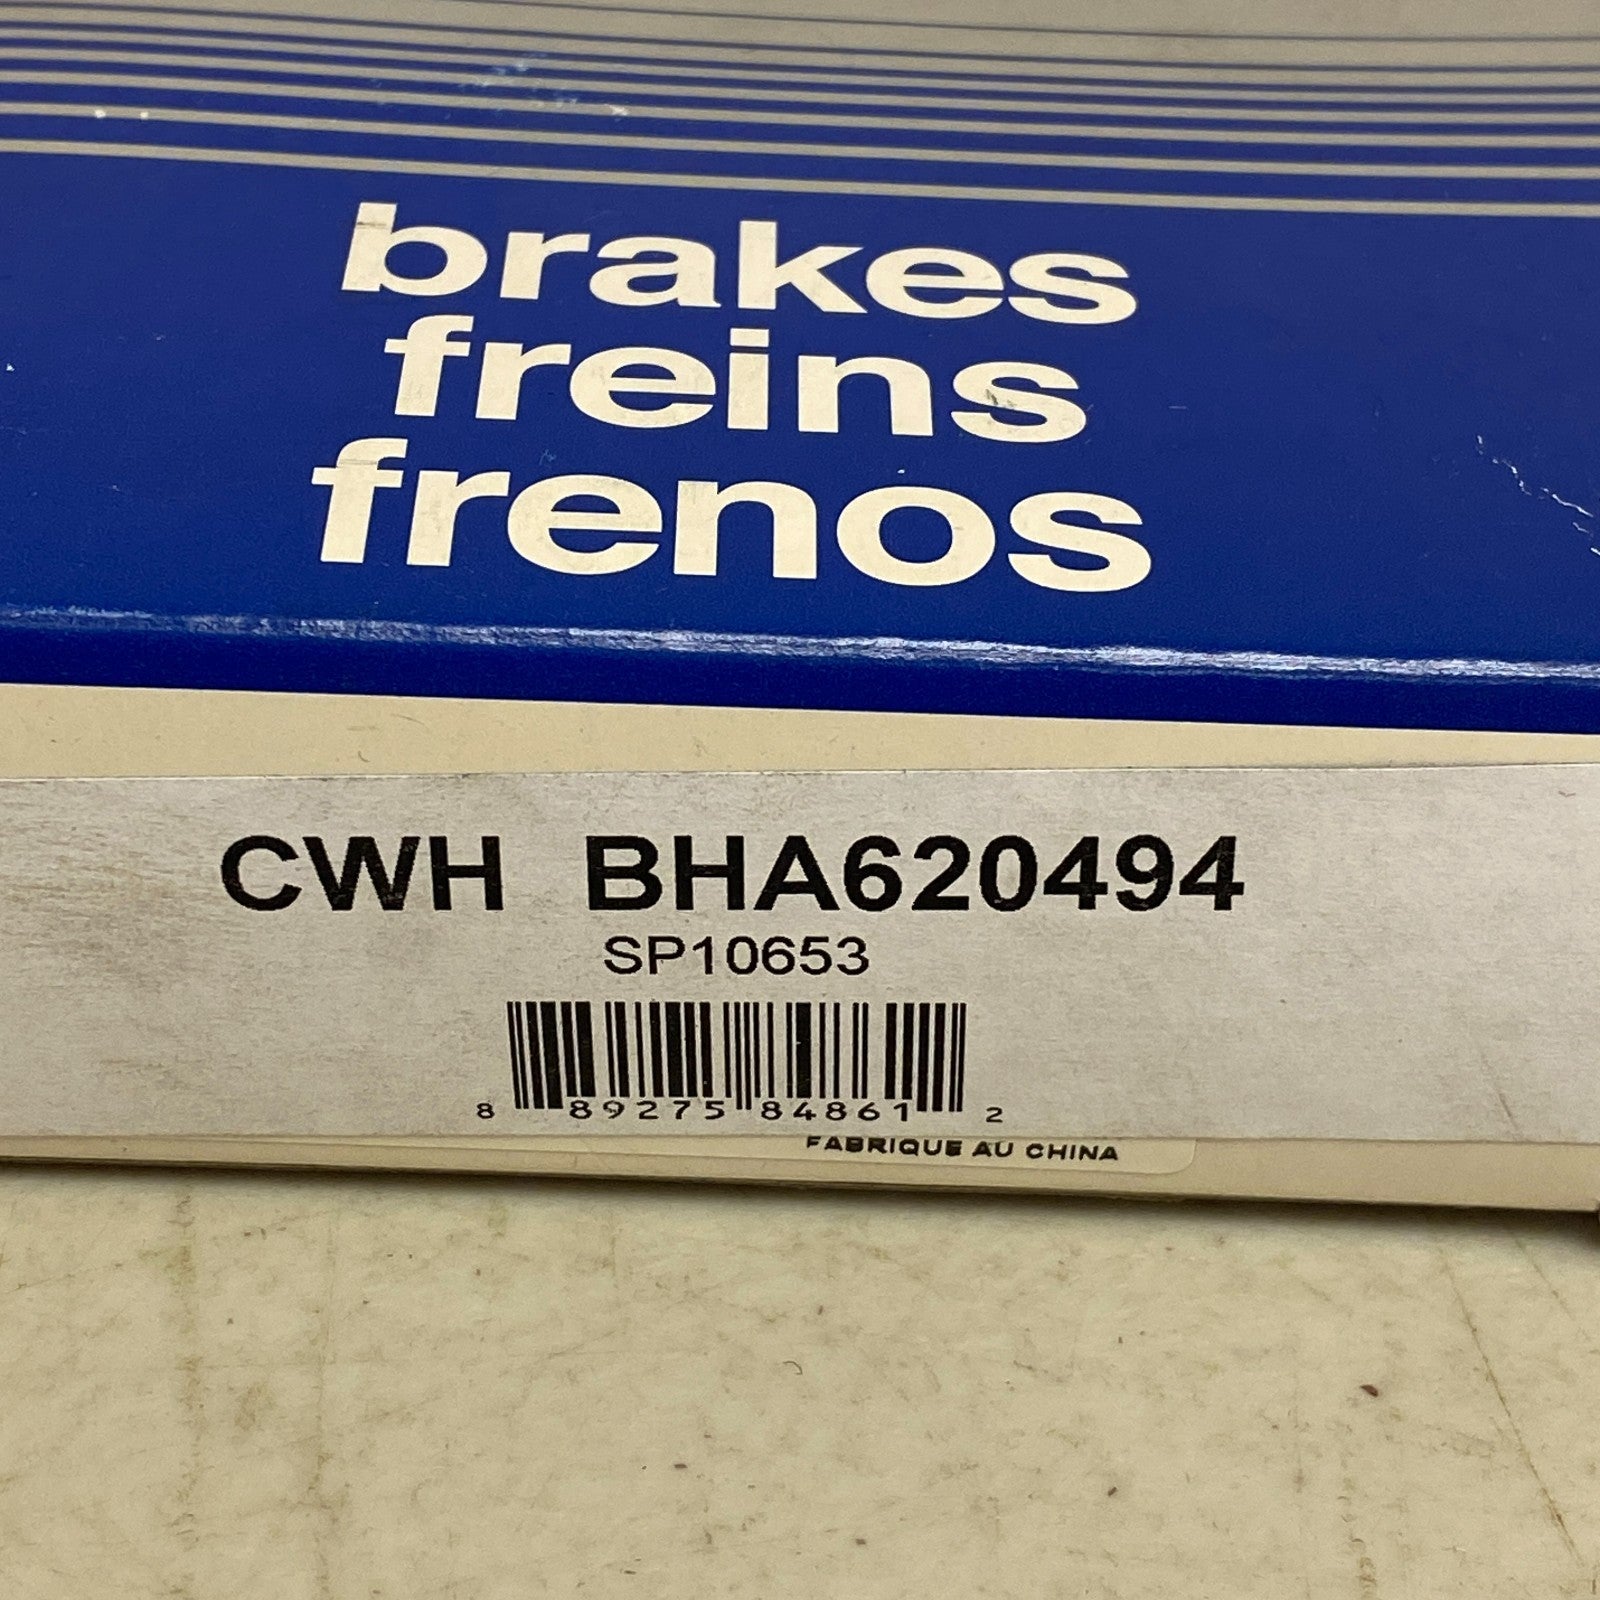 brakes
freins
frenos
CWH BHA620494
SP10653
8 89275 84861 2
FABRIQUE AU CHINA